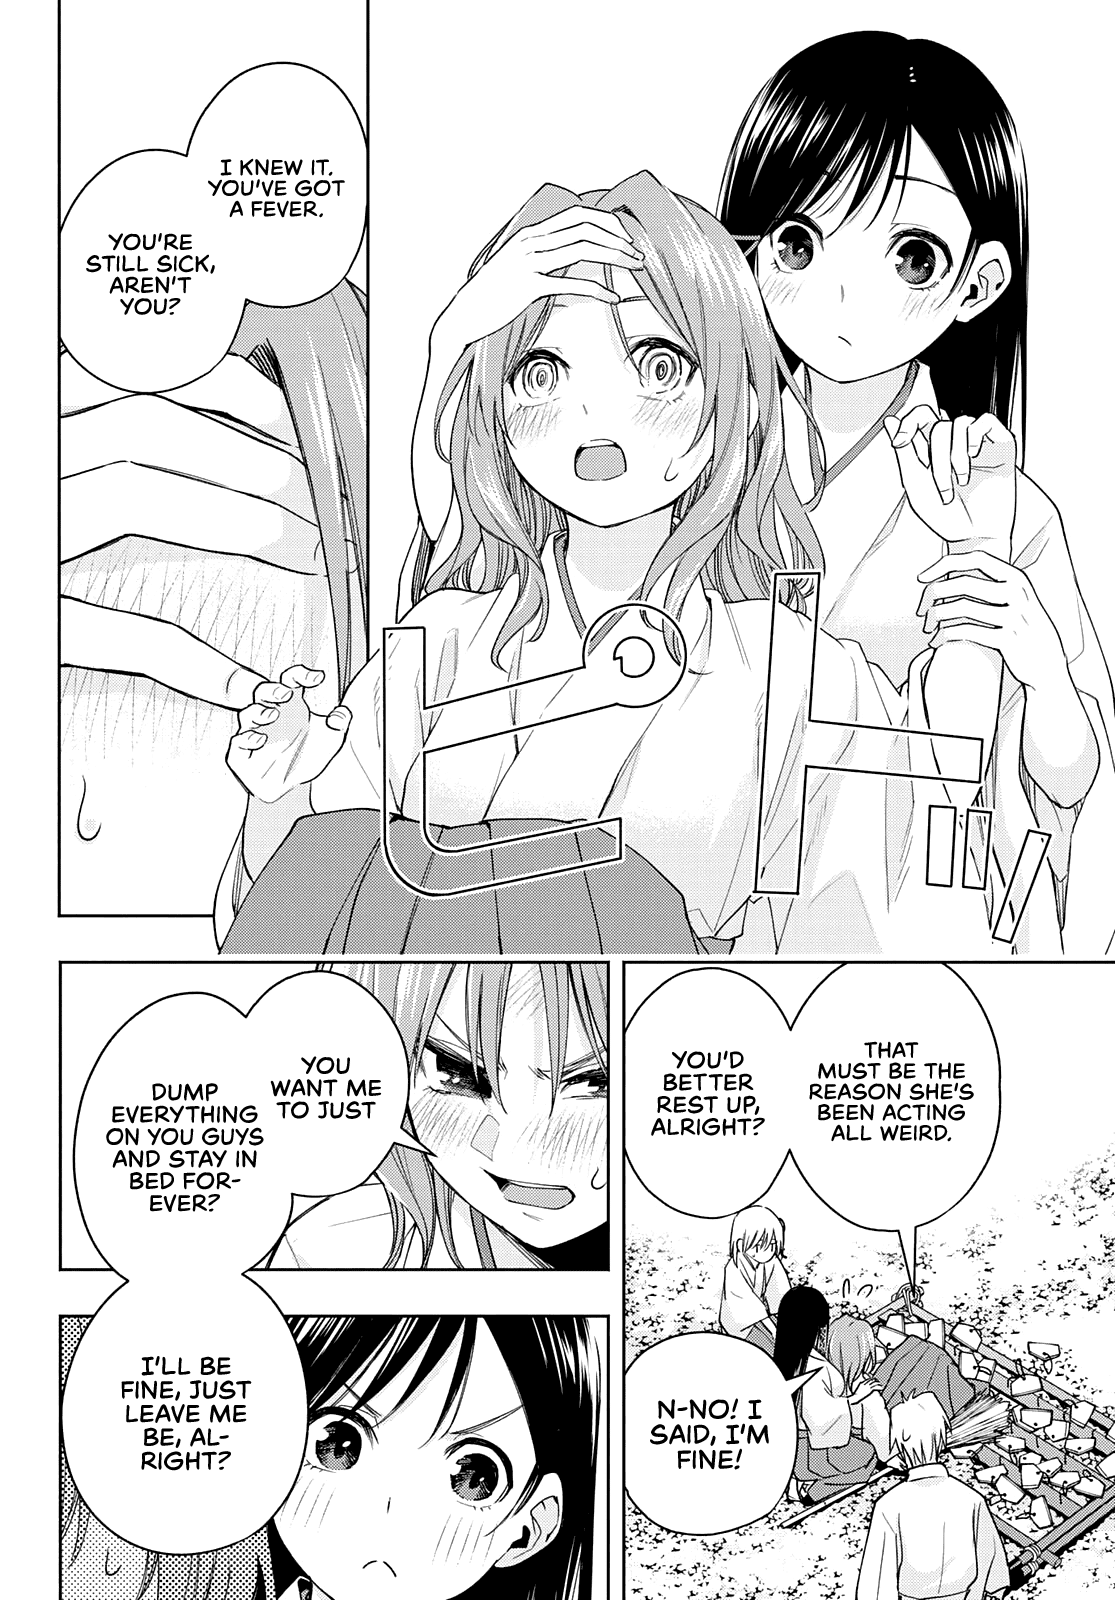 I KNEW IT.
YOU'VE GOT
A FEVER.
YOU'RE
STILL SICK,
AREN'T
YOU?
ピトッ
THAT
MUST BE THE
REASON SHE'S
BEEN ACTING
ALL WEIRD.
YOU'D
BETTER
REST UP,
ALRIGHT?
N-NO! I
SAID, I'M
FINE!
YOU
WANT ME
TO JUST
DUMP
EVERYTHING
ON YOU GUYS
AND STAY IN
BED FOR-
EVER?
I'LL BE
FINE, JUST
LEAVE ME
BE, AL-
RIGHT?